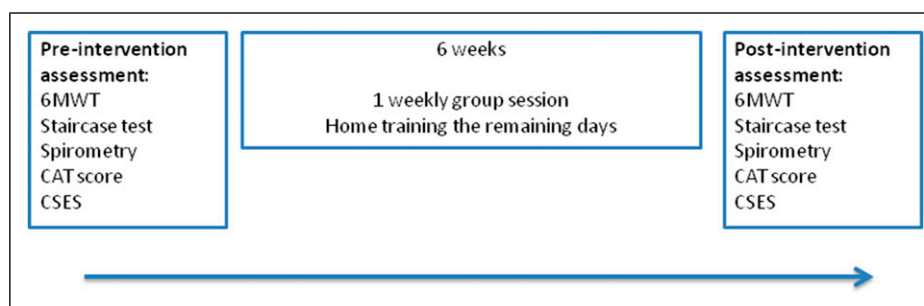 Pre-intervention
assessment:
6MWT
Staircase test
Spirometry
CAT score
CSES
6 weeks
1 weekly group session
Home training the remaining days
Post-intervention
assessment:
6MWT
Staircase test
Spirometry
CAT score
CSES